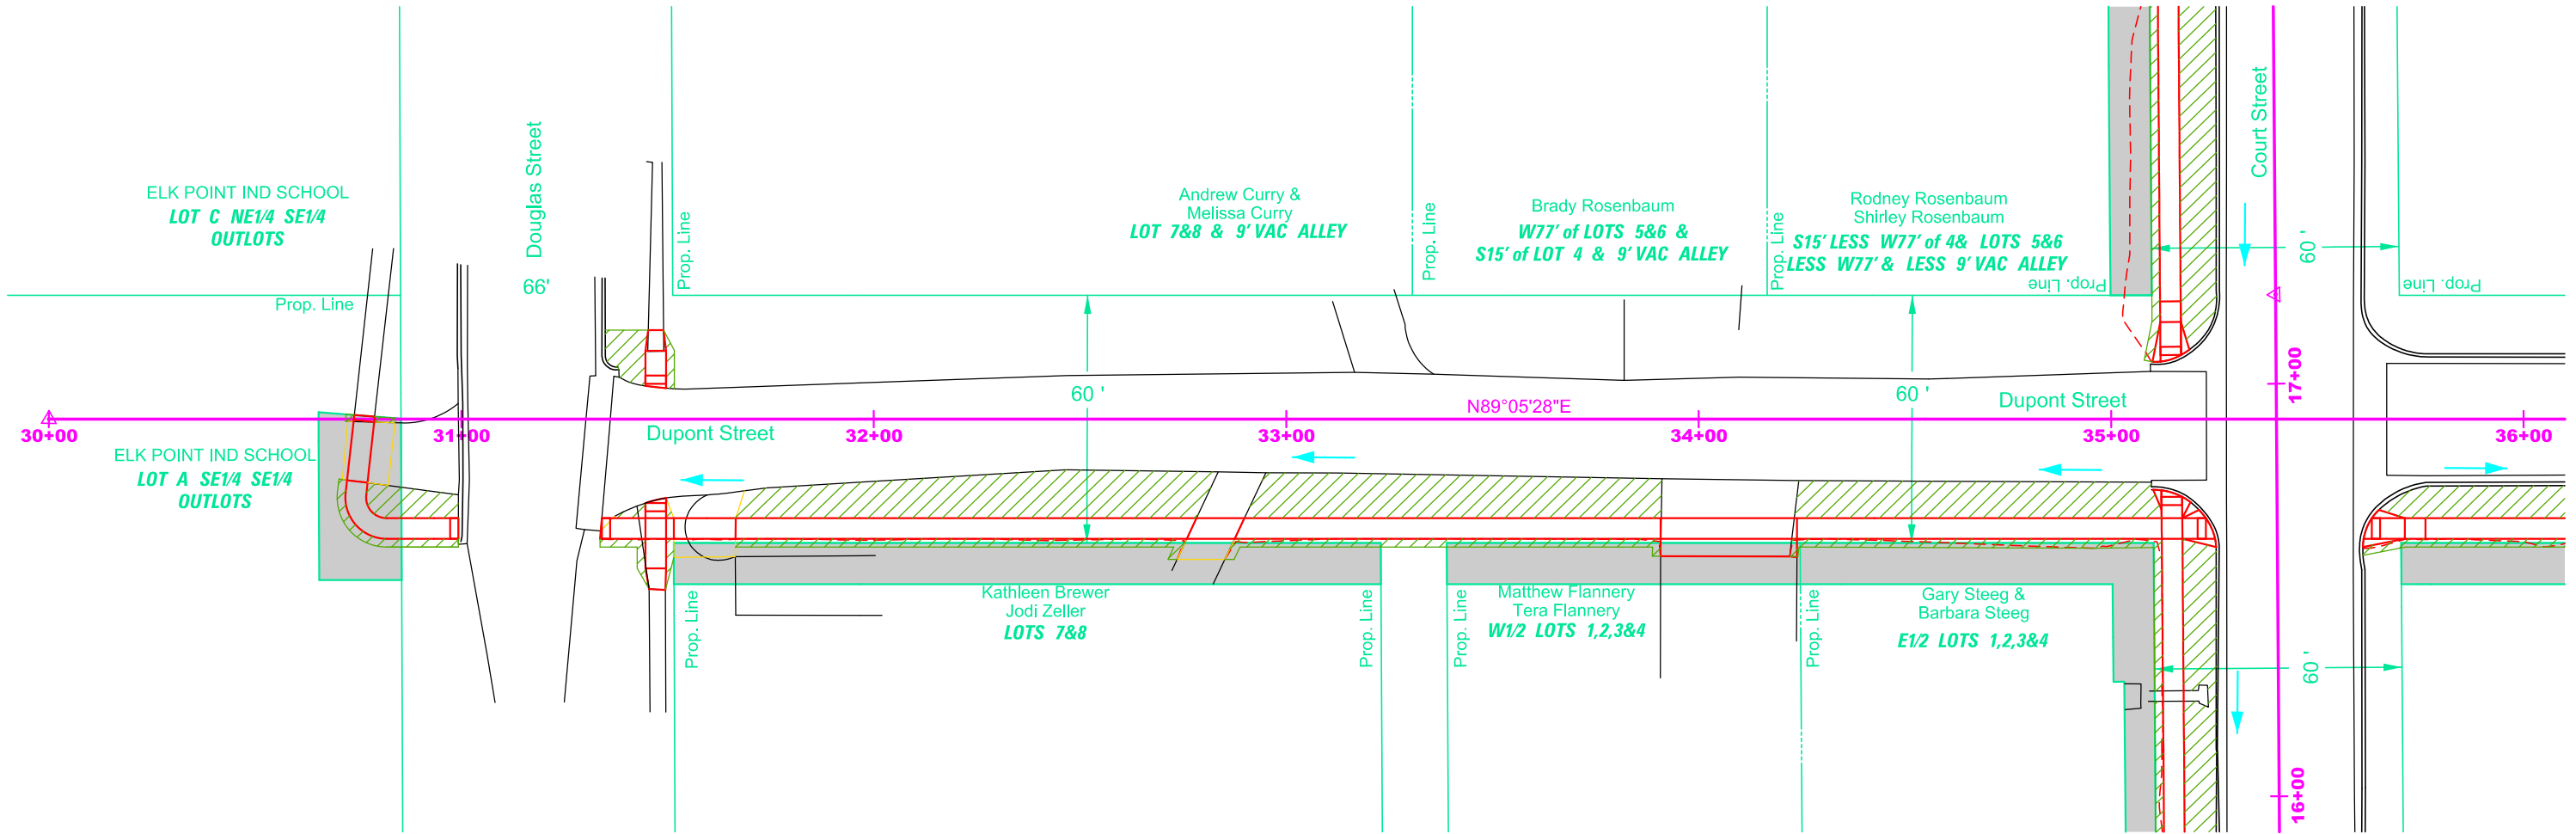 ELK POINT IND SCHOOL
LOT C NE1/4 SE1/4
OUTLOTS
Prop. Line
Douglas Street
66'
Prop. Line
Andrew Curry &
Melissa Curry
LOT 7&8 & 9' VAC ALLEY
Prop. Line
Brady Rosenbaum
W77' of LOTS 5&6 &
S15' of LOT 4 & 9' VAC ALLEY
Prop. Line
Rodney Rosenbaum
Shirley Rosenbaum
S15' LESS W77' of 4& LOTS 5&6
LESS W77' & LESS 9' VAC ALLEY
Prop. Line
Court Street
60 '
Prop. Line
17+00
60 '
60 '
N89°05'28"E
Dupont Street
30+00
31+00
Dupont Street
32+00
33+00
34+00
35+00
36+00
ELK POINT IND SCHOOL
LOT A SE1/4 SE1/4
OUTLOTS
Prop. Line
Kathleen Brewer
Jodi Zeller
LOTS 7&8
Prop. Line
Prop. Line
Matthew Flannery
Tera Flannery
W1/2 LOTS 1,2,3&4
Prop. Line
Gary Steeg &
Barbara Steeg
E1/2 LOTS 1,2,3&4
60 '
16+00